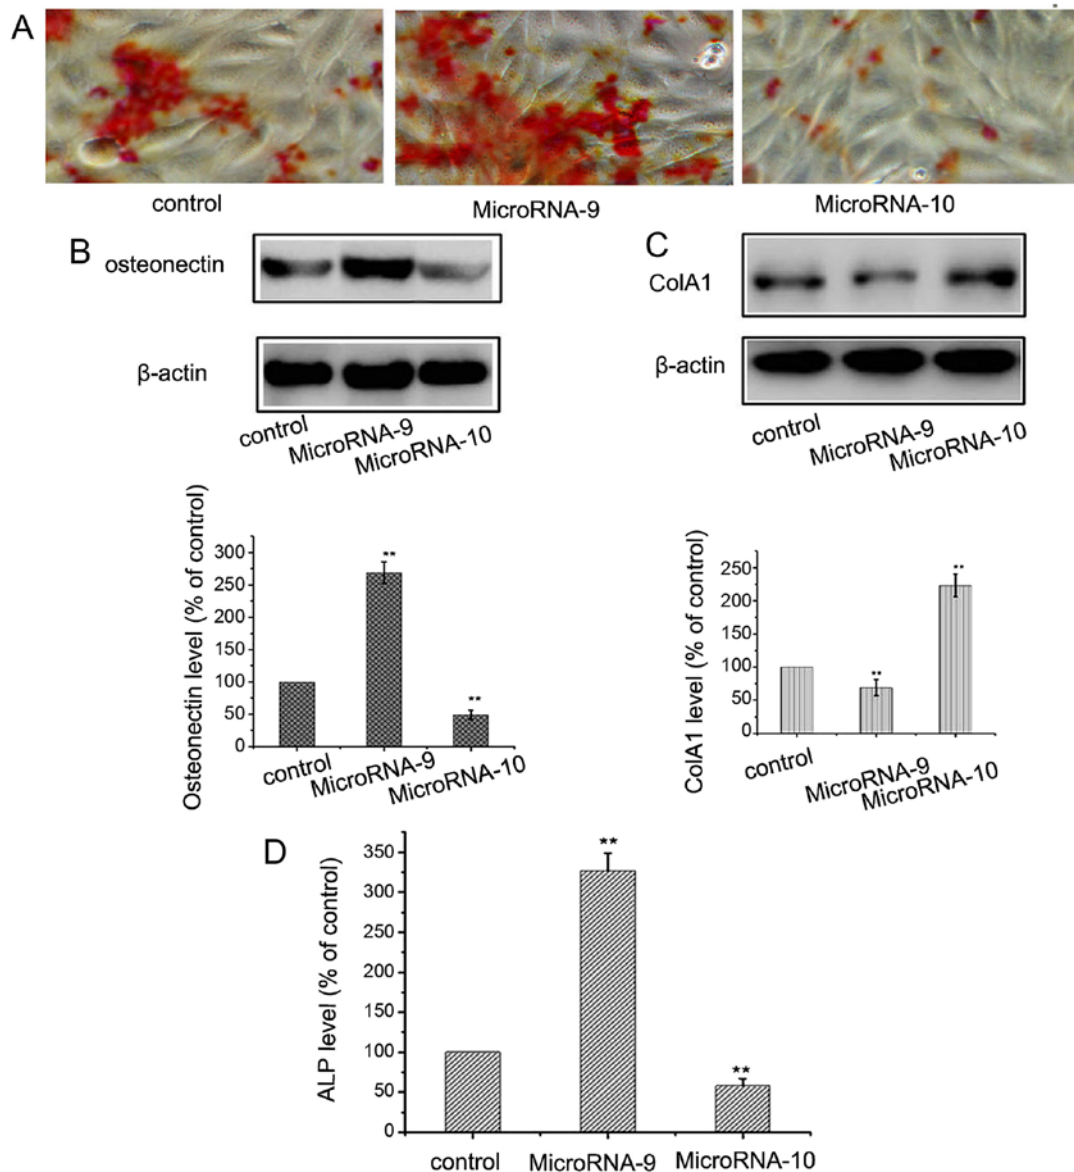 A
control
MicroRNA-9
MicroRNA-10
B
osteonectin
β-actin
control
MicroRNA-9
MicroRNA-10
C
ColA1
β-actin
control
MicroRNA-9
MicroRNA-10
Osteonectin level (% of control)
300
250
200
150
100
50
0
**
**
control
MicroRNA-9
MicroRNA-10
ColA1 level (% of control)
250
200
150
100
50
0
**
**
control
MicroRNA-9
MicroRNA-10
D
ALP level (% of control)
350
300
250
200
150
100
50
0
**
**
control
MicroRNA-9
MicroRNA-10